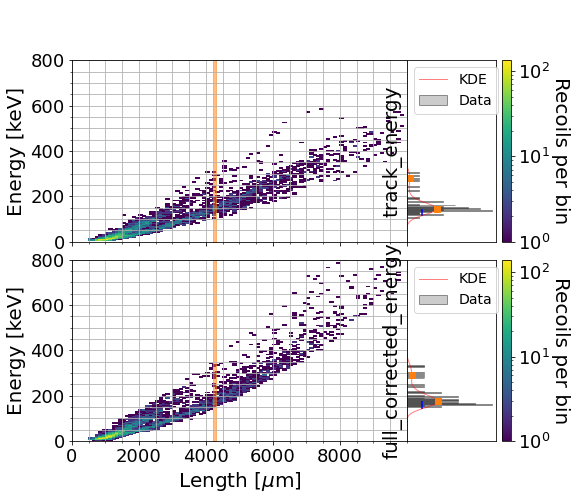 800
600
400
200
0
Energy [keV]
track_energy
KDE
Data
10²
10¹
10⁰
Recoils per bin
800
600
400
200
0
Energy [keV]
full_corrected_energy
KDE
Data
10²
10¹
10⁰
Recoils per bin
0 2000 4000 6000 8000
Length [μm]